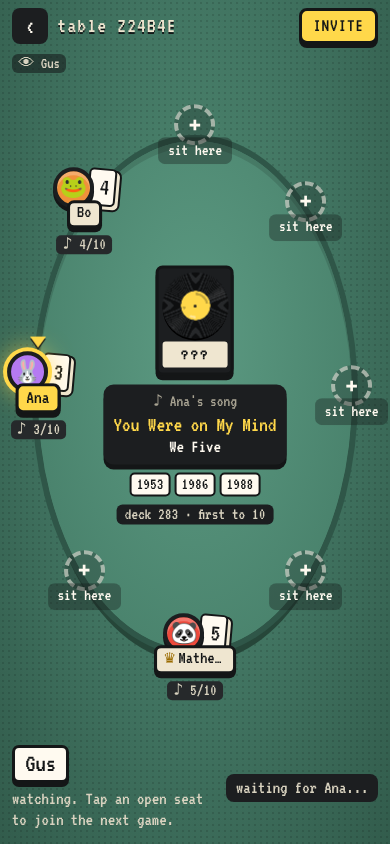 table Z24B4E
INVITE
Gus
sit here
4
Bo
♪ 4/10
sit here
???
3
Ana
♪ 3/10
♪ Ana's song
You Were on My Mind
We Five
sit here
1953 1986 1988
deck 283 · first to 10
sit here
sit here
5
Mathe…
♪ 5/10
Gus
watching. Tap an open seat
to join the next game.
waiting for Ana...